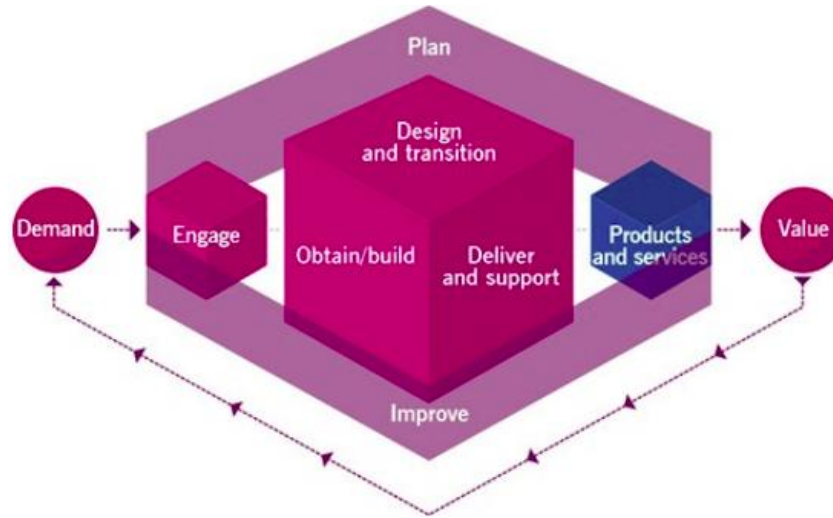 Plan
Design
and transition
Demand
Engage
Obtain/build
Deliver
and support
Products
and services
Value
Improve